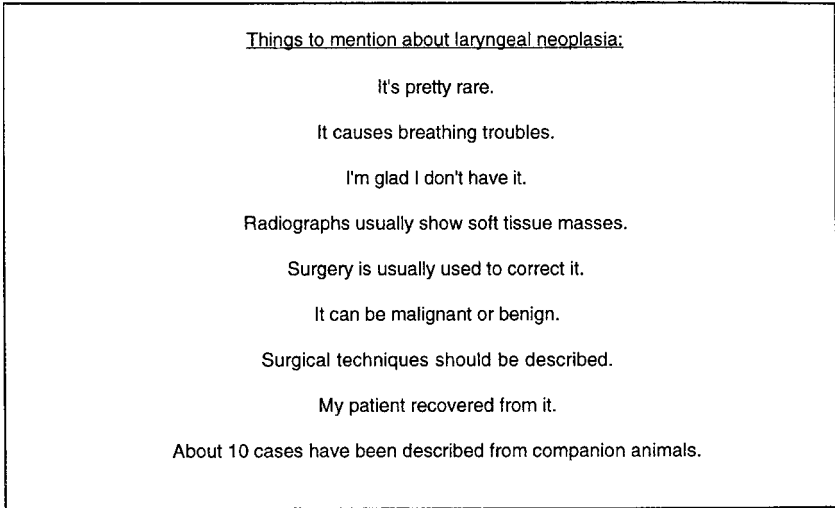 Things to mention about laryngeal neoplasia:
It's pretty rare.
It causes breathing troubles.
I'm glad I don't have it.
Radiographs usually show soft tissue masses.
Surgery is usually used to correct it.
It can be malignant or benign.
Surgical techniques should be described.
My patient recovered from it.
About 10 cases have been described from companion animals.